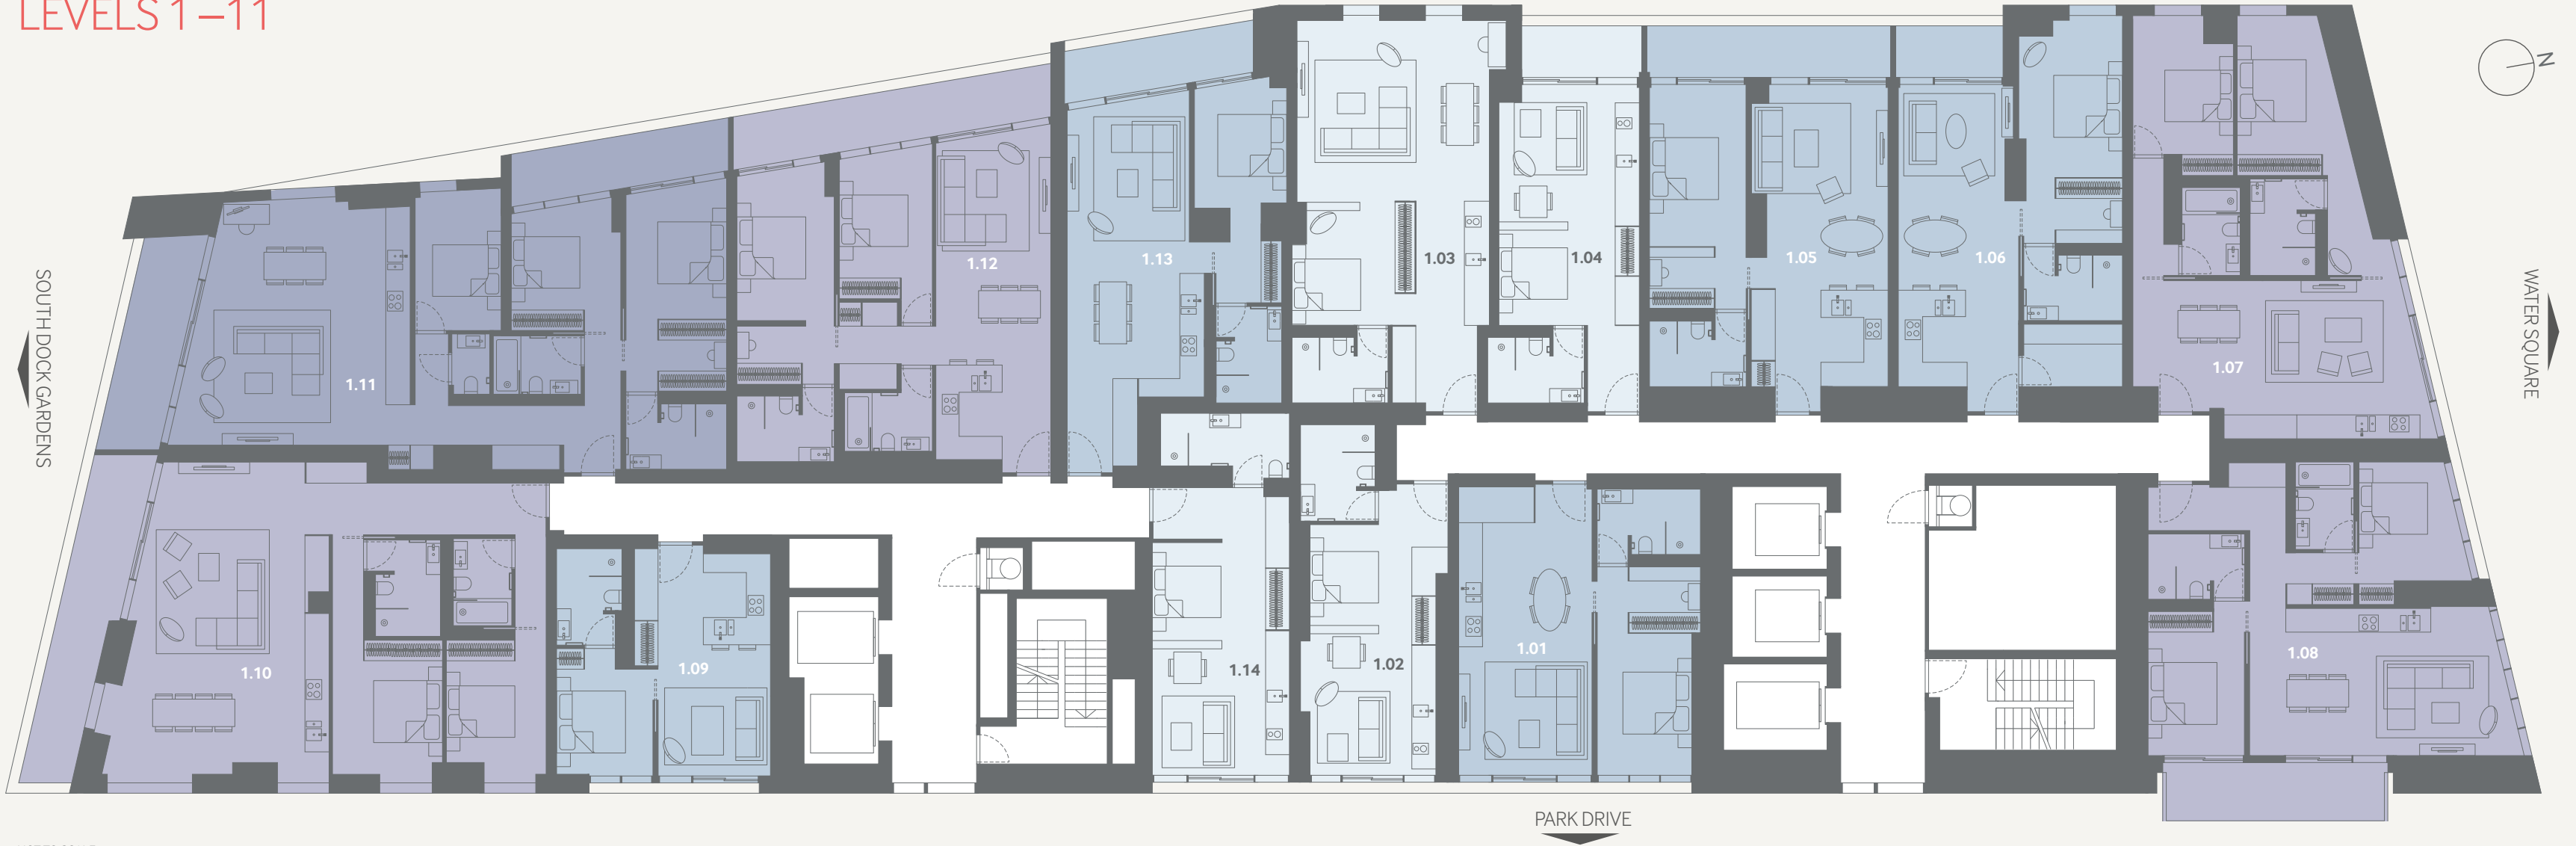 LEVELS 1–11
N
SOUTH DOCK GARDENS
WATER SQUARE
PARK DRIVE
1.11
1.12
1.13
1.03
1.04
1.05
1.06
1.07
1.10
1.09
1.14
1.02
1.01
1.08